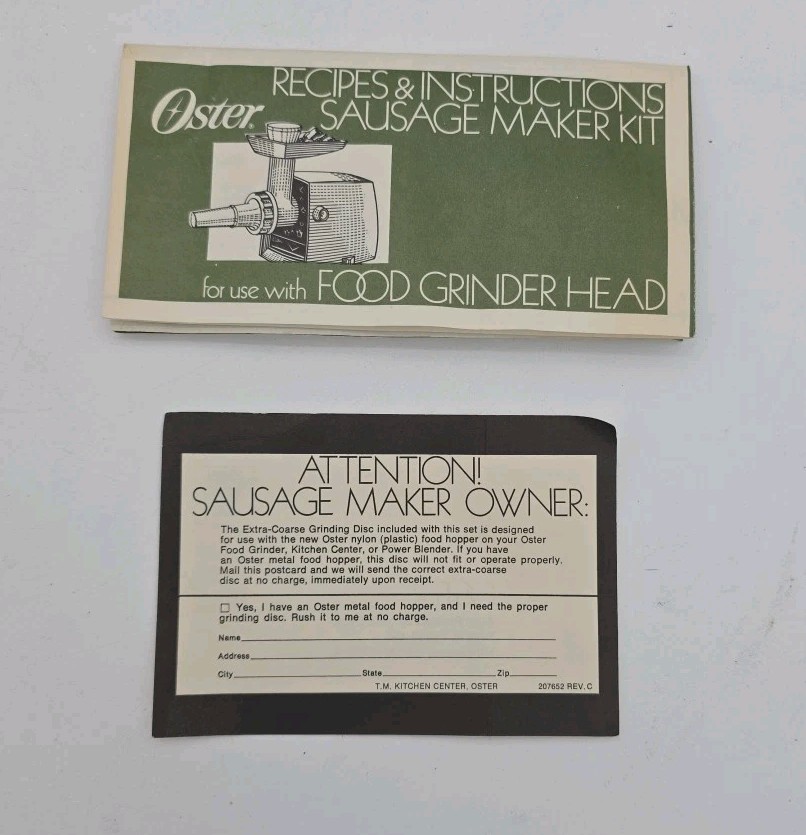 RECIPES & INSTRUCTIONS
Oster®
SAUSAGE MAKER KIT
for use with FOOD GRINDER HEAD
ATTENTION!
SAUSAGE MAKER OWNER:
The Extra-Coarse Grinding Disc included with this set is designed
for use with the new Oster nylon (plastic) food hopper on your Oster
Food Grinder, Kitchen Center, or Power Blender. If you have
an Oster metal food hopper, this disc will not fit or operate properly.
Mail this postcard and we will send the correct extra-coarse
disc at no charge, immediately upon receipt.
Yes, I have an Oster metal food hopper, and I need the proper
grinding disc. Rush it to me at no charge.
Name
Address
City State Zip
T.M. KITCHEN CENTER, OSTER 207652 REV. C